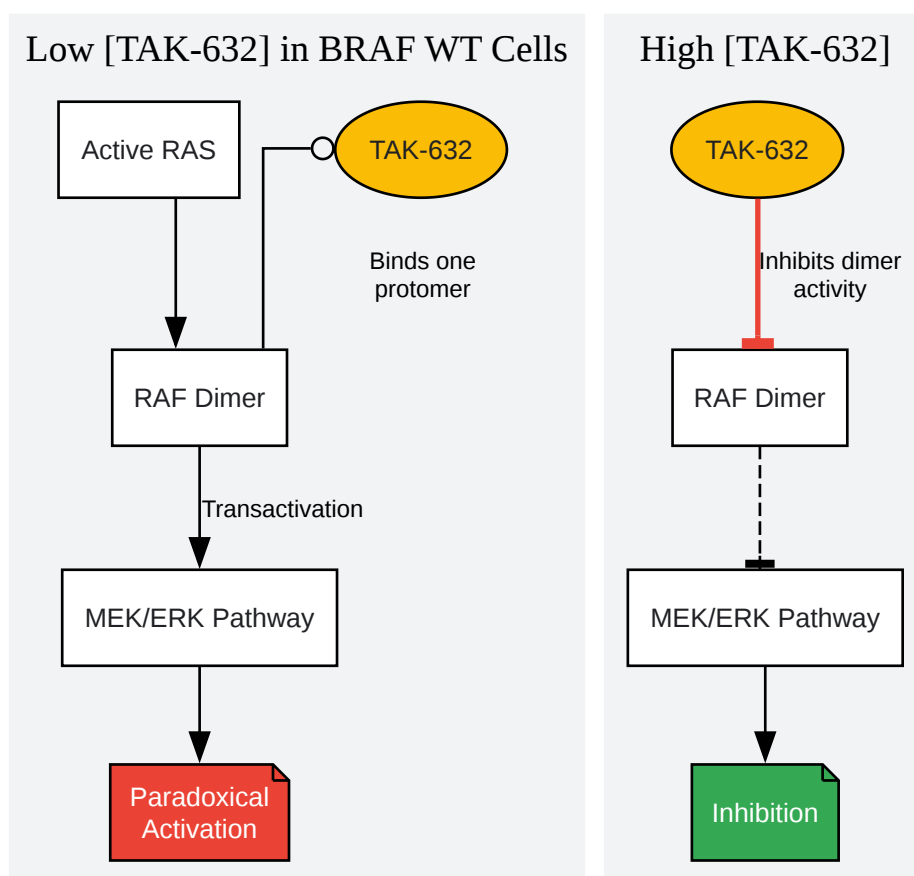 Low [TAK-632] in BRAF WT Cells
Active RAS
TAK-632
Binds one
protomer
RAF Dimer
Transactivation
MEK/ERK Pathway
Paradoxical
Activation
High [TAK-632]
TAK-632
Inhibits dimer
activity
RAF Dimer
MEK/ERK Pathway
Inhibition